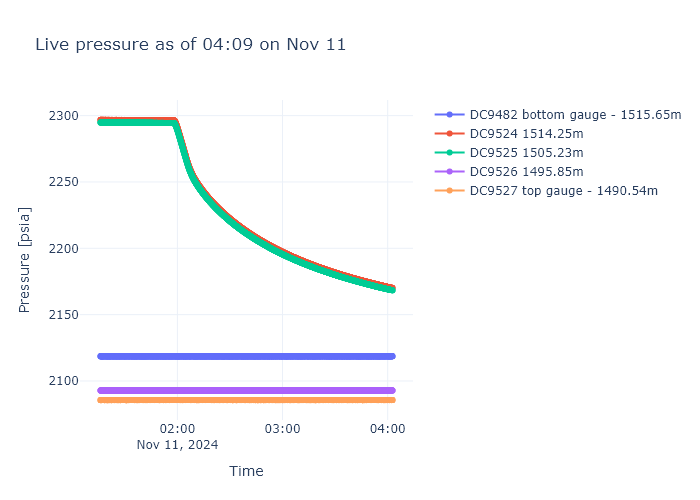 Live pressure as of 04:09 on Nov 11
2300
2250
2200
2150
2100
Pressure [psia]
02:00
Nov 11, 2024
03:00
04:00
Time
DC9482 bottom gauge - 1515.65m
DC9524 1514.25m
DC9525 1505.23m
DC9526 1495.85m
DC9527 top gauge - 1490.54m